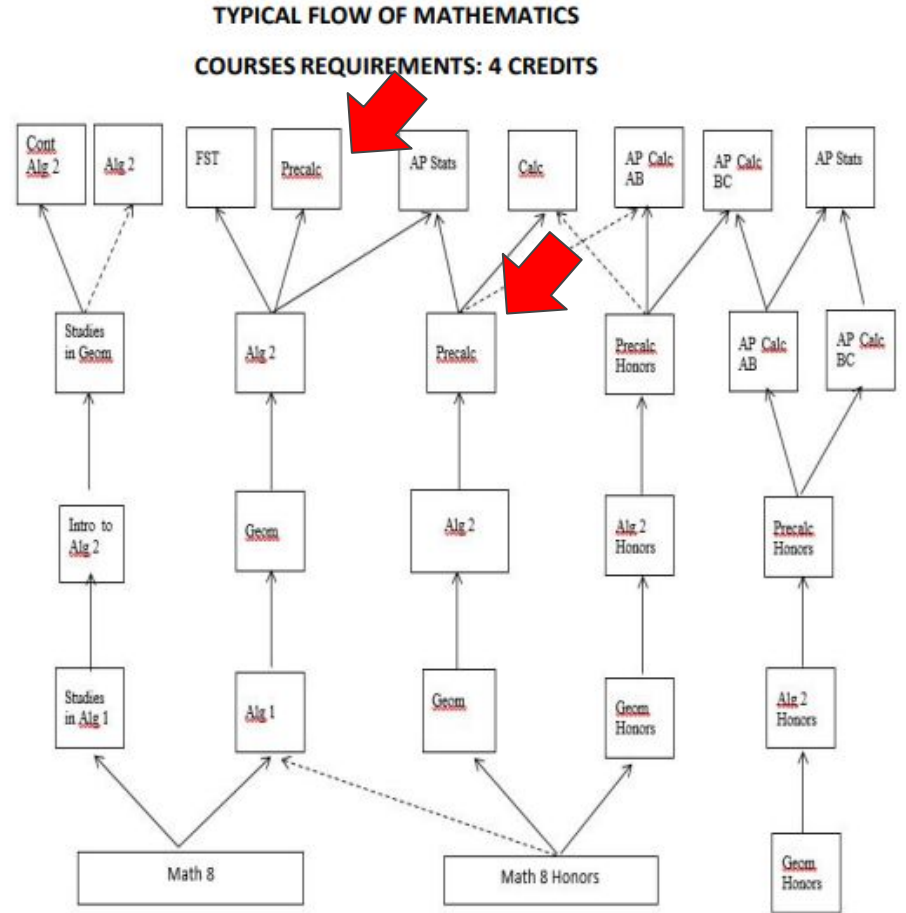 TYPICAL FLOW OF MATHEMATICS
COURSES REQUIREMENTS: 4 CREDITS
Cont
Alg 2
Alg 2
FST
Precalc
AP Stats
Calc
AP Calc
AB
AP Calc
BC
AP Stats
Studies
in Geom
Alg 2
Precalc
Precalc
Honors
AP Calc
AB
AP Calc
BC
Intro to
Alg 2
Geom
Alg 2
Alg 2
Honors
Precalc
Honors
Studies
in Alg 1
Alg 1
Geom
Geom
Honors
Alg 2
Honors
Math 8
Math 8 Honors
Geom
Honors